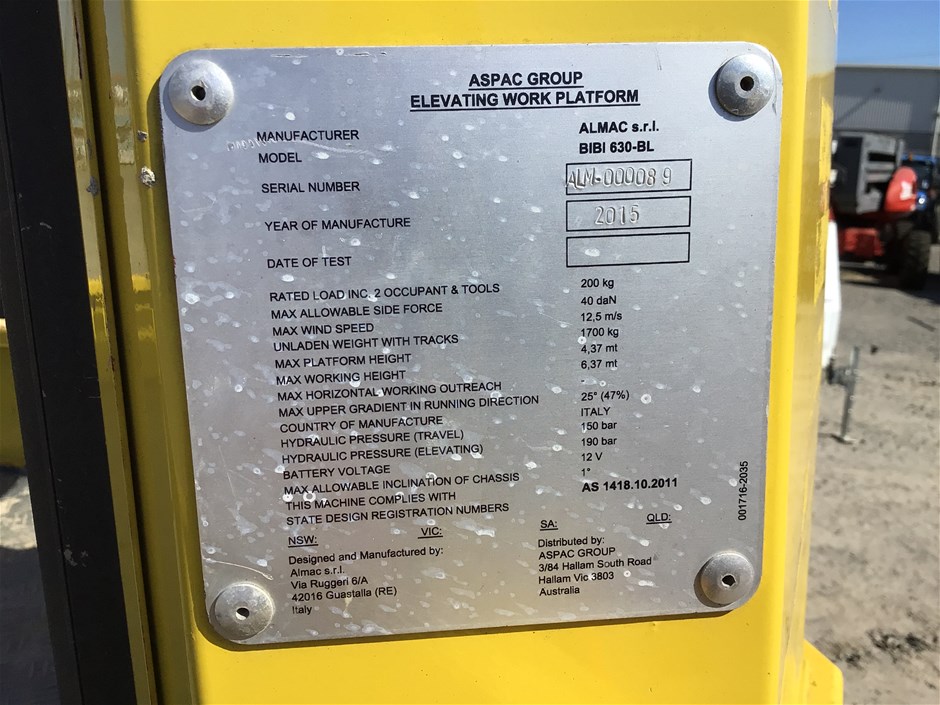 ASPAC GROUP
ELEVATING WORK PLATFORM
MANUFACTURER ALMAC s.r.l.
MODEL BIBI 630-BL
SERIAL NUMBER ALM-000089
YEAR OF MANUFACTURE 2015
DATE OF TEST
RATED LOAD INC. 2 OCCUPANT & TOOLS 200 kg
MAX ALLOWABLE SIDE FORCE 40 daN
MAX WIND SPEED 12,5 m/s
UNLADEN WEIGHT WITH TRACKS 1700 kg
MAX PLATFORM HEIGHT 4,37 mt
MAX WORKING HEIGHT 6,37 mt
MAX HORIZONTAL WORKING OUTREACH -
MAX UPPER GRADIENT IN RUNNING DIRECTION 25° (47%)
COUNTRY OF MANUFACTURE ITALY
HYDRAULIC PRESSURE (TRAVEL) 150 bar
HYDRAULIC PRESSURE (ELEVATING) 190 bar
BATTERY VOLTAGE 12 V
MAX ALLOWABLE INCLINATION OF CHASSIS 1°
THIS MACHINE COMPLIES WITH AS 1418.10.2011
STATE DESIGN REGISTRATION NUMBERS
NSW: VIC: SA: QLD:
Designed and Manufactured by:
Almac s.r.l.
Via Ruggeri 6/A
42016 Guastalla (RE)
Italy
Distributed by:
ASPAC GROUP
3/84 Hallam South Road
Hallam Vic 3803
Australia
001716-2035